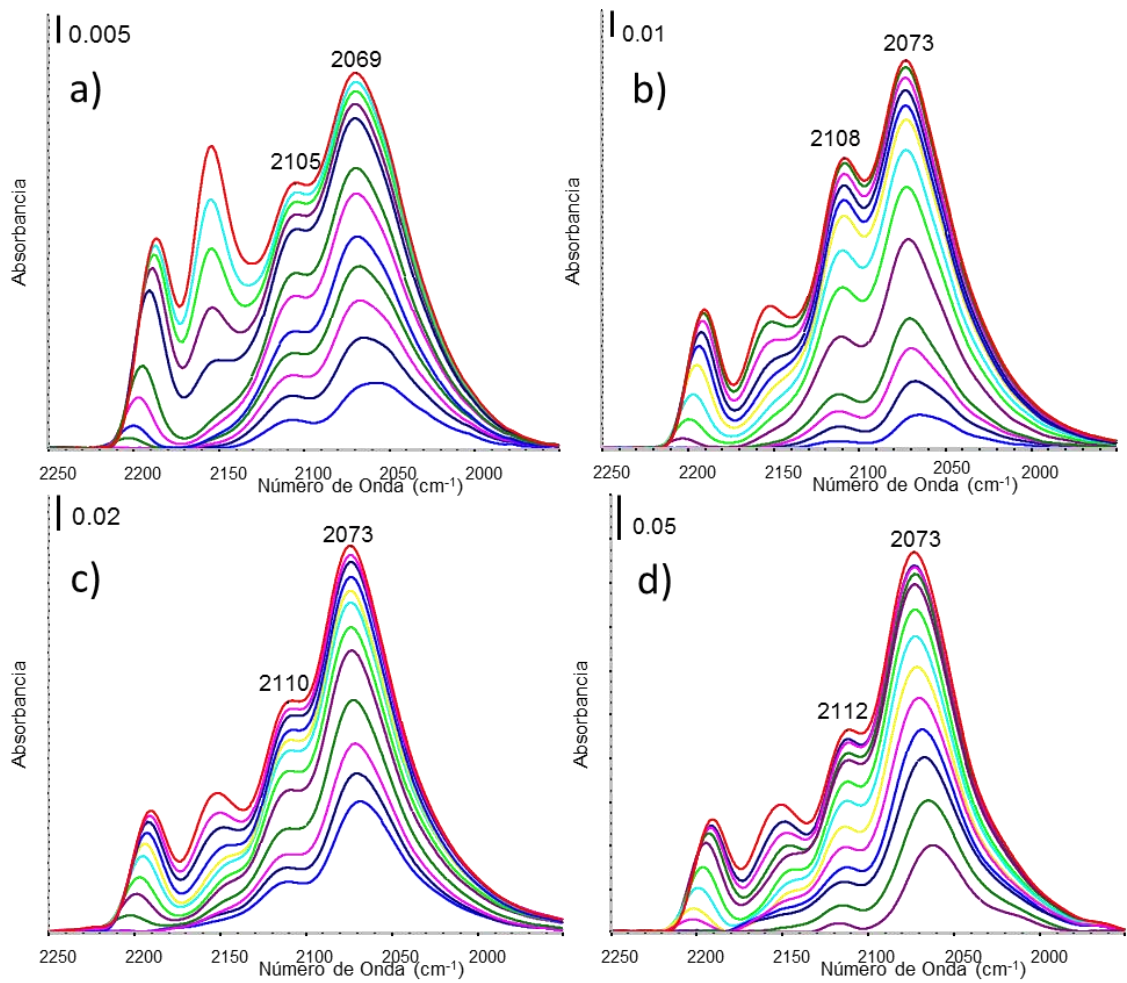 0.005
a)
2069
2105
Absorbancia
2250 2200 2150 2100 2050 2000
Número de Onda (cm-1)
0.01
b)
2073
2108
Absorbancia
2250 2200 2150 2100 2050 2000
Número de Onda (cm-1)
0.02
c)
2073
2110
Absorbancia
2250 2200 2150 2100 2050 2000
Número de Onda (cm-1)
0.05
d)
2073
2112
Absorbancia
2250 2200 2150 2100 2050 2000
Número de Onda (cm-1)